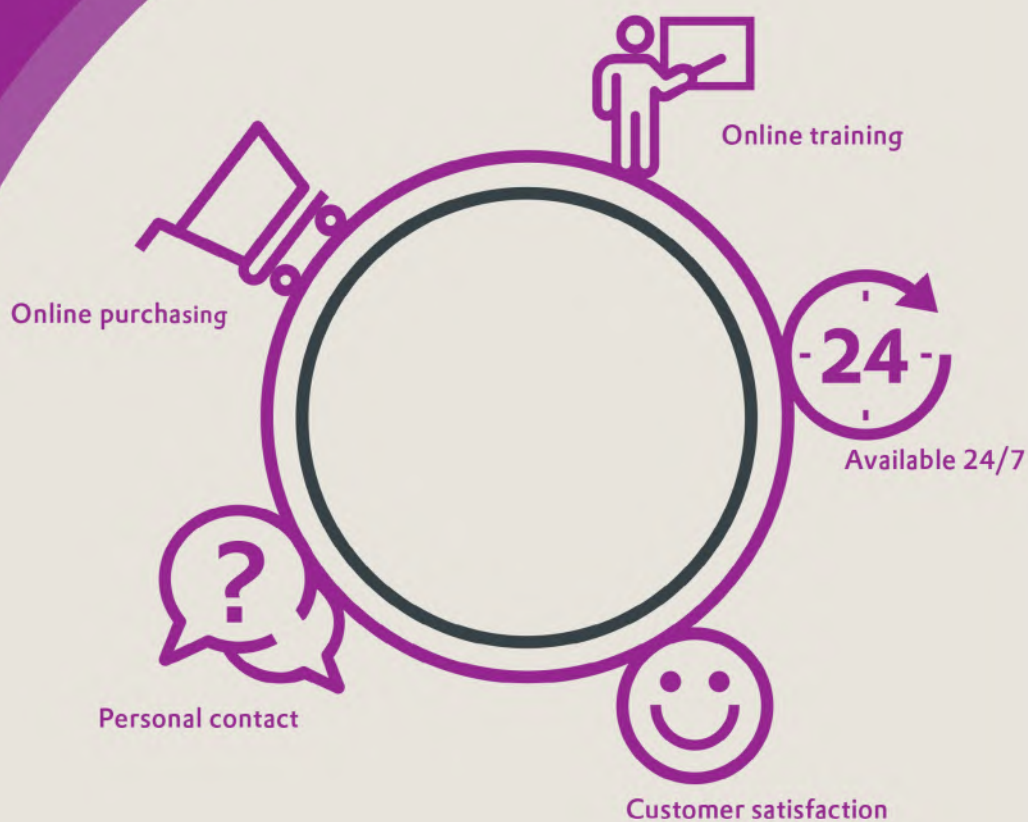 Online training
Online purchasing
24
Available 24/7
?
Personal contact
Customer satisfaction